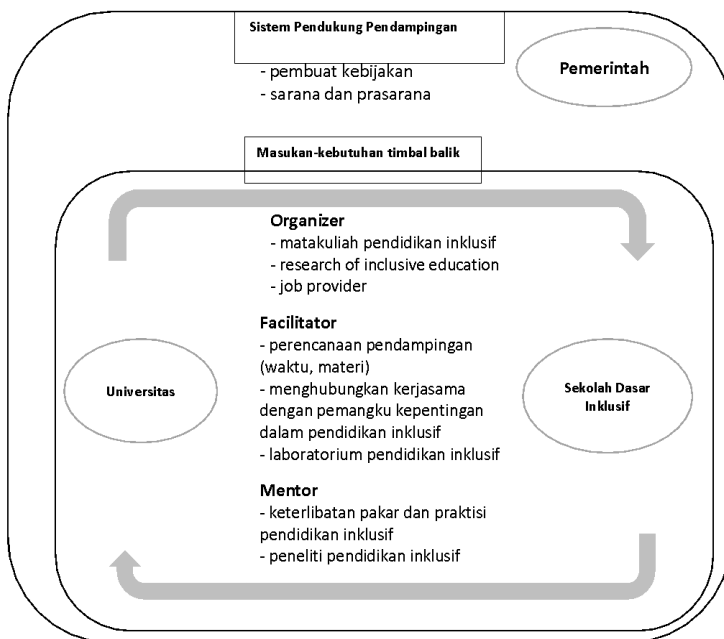 Sistem Pendukung Pendampingan
- pembuat kebijakan
- sarana dan prasarana
Pemerintah
Masukan-kebutuhan timbal balik
Organizer
- matakuliah pendidikan inklusif
- research of inclusive education
- job provider
Facilitator
- perencanaan pendampingan
(waktu, materi)
- menghubungkan kerjasama
dengan pemangku kepentingan
dalam pendidikan inklusif
- laboratorium pendidikan inklusif
Mentor
- keterlibatan pakar dan praktisi
pendidikan inklusif
- peneliti pendidikan inklusif
Universitas
Sekolah Dasar
Inklusif